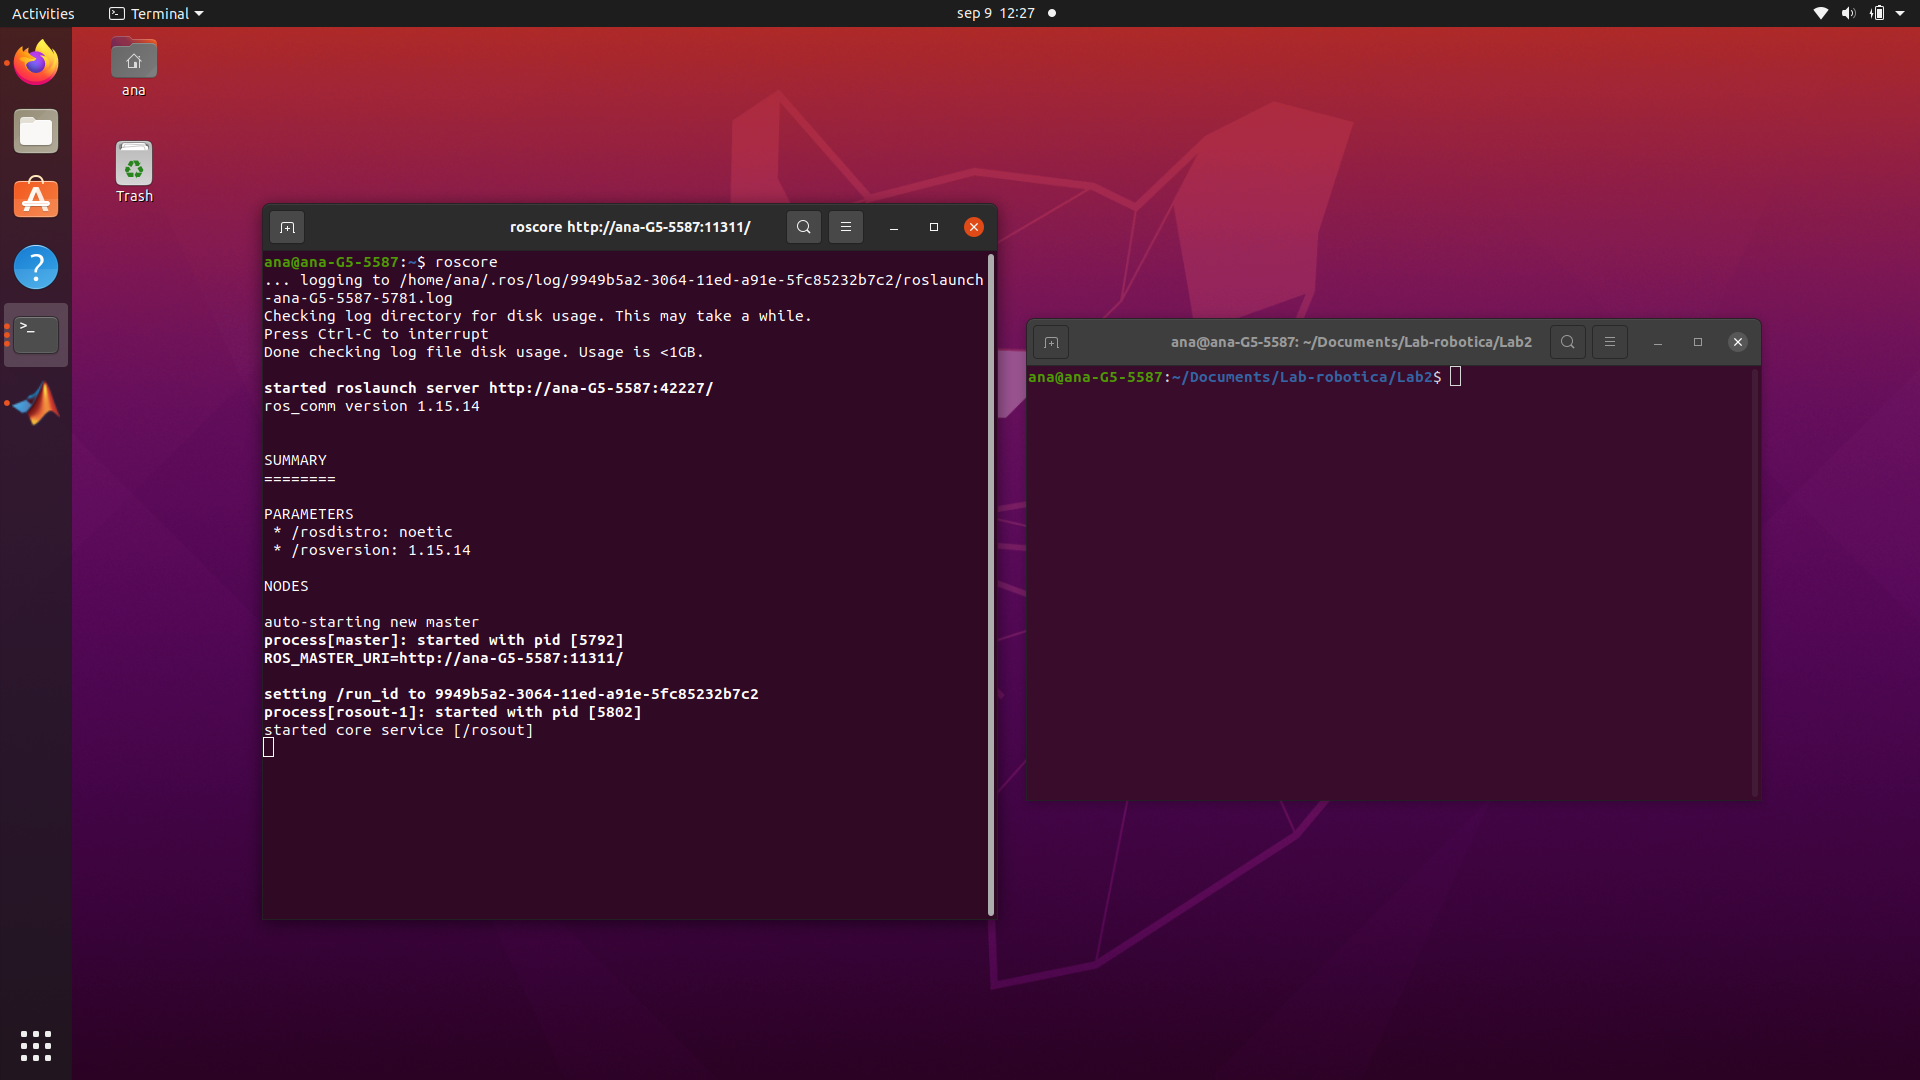 Activities
Terminal
sep 9 12:27
ana
Trash
roscore http://ana-G5-5587:11311/
ana@ana-G5-5587:~$ roscore
... logging to /home/ana/.ros/log/9949b5a2-3064-11ed-a91e-5fc85232b7c2/roslaunch
-ana-G5-5587-5781.log
Checking log directory for disk usage. This may take a while.
Press Ctrl-C to interrupt
Done checking log file disk usage. Usage is <1GB.
started roslaunch server http://ana-G5-5587:42227/
ros_comm version 1.15.14
SUMMARY
========
PARAMETERS
* /rosdistro: noetic
* /rosversion: 1.15.14
NODES
auto-starting new master
process[master]: started with pid [5792]
ROS_MASTER_URI=http://ana-G5-5587:11311/
setting /run_id to 9949b5a2-3064-11ed-a91e-5fc85232b7c2
process[rosout-1]: started with pid [5802]
started core service [/rosout]
ana@ana-G5-5587: ~/Documents/Lab-robotica/Lab2
ana@ana-G5-5587:~/Documents/Lab-robotica/Lab2$